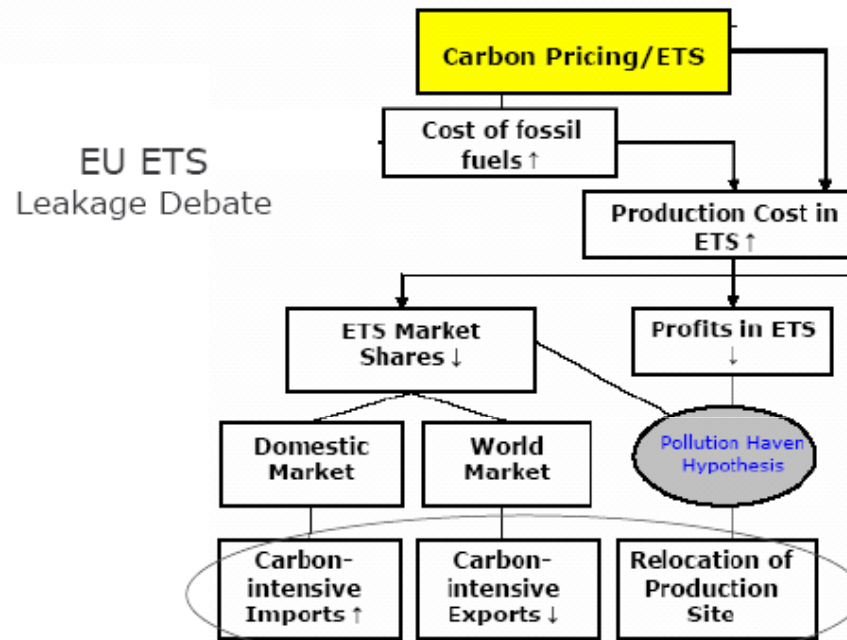 Carbon Pricing/ETS
Cost of fossil
fuels ↑
EU ETS
Leakage Debate
Production Cost in
ETS ↑
ETS Market
Shares ↓
Profits in ETS
↓
Domestic
Market
World
Market
Pollution Haven
Hypothesis
Carbon-
intensive
Imports ↑
Carbon-
intensive
Exports ↓
Relocation of
Production
Site